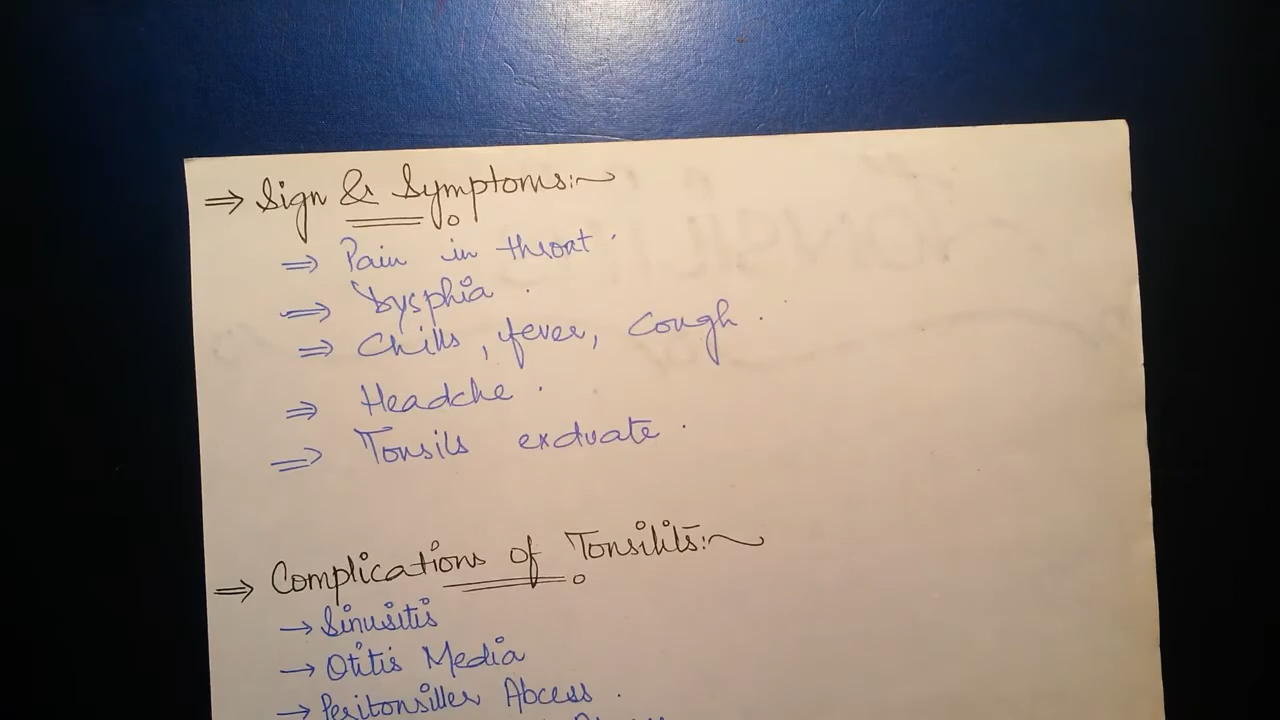 ⇒ Sign & Symptoms:~
⇒ Pain in throat.
⇒ Dysphia.
⇒ Chills, fever, Cough.
⇒ Headche.
⇒ Tonsils exduate.
⇒ Complications of Tonsilits:~
→ Sinusitis
→ Otitis Media
→ Peritonsiller Abcess.